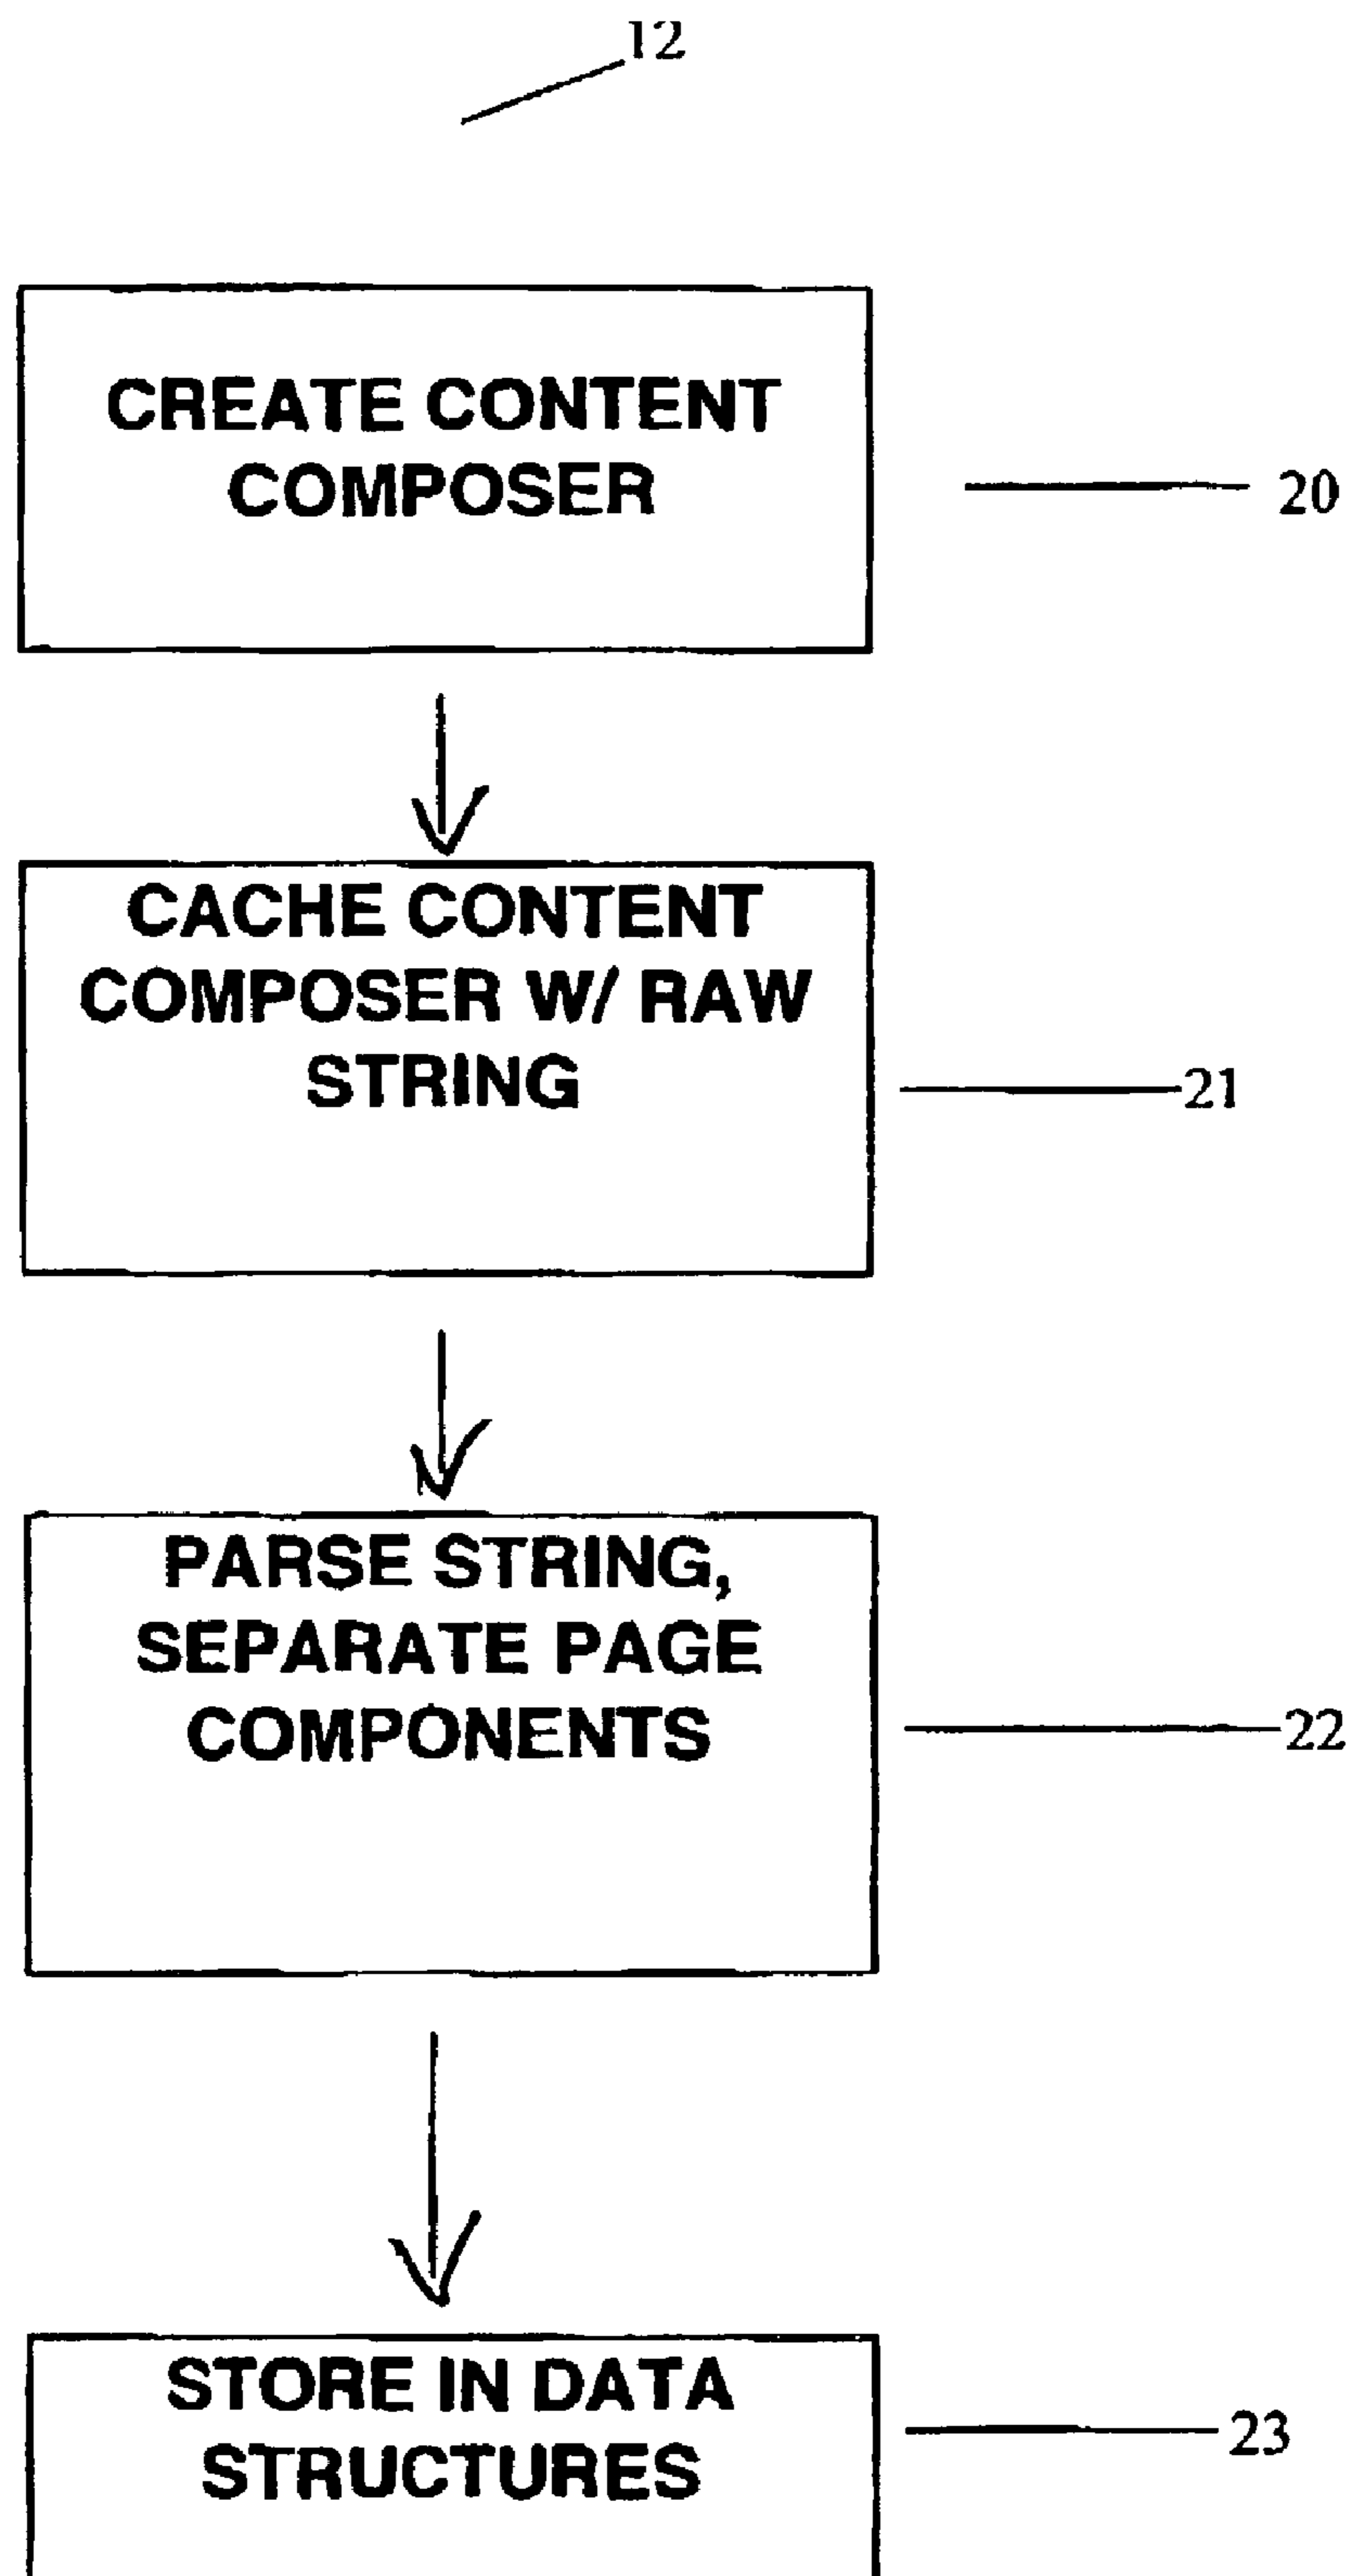 12
CREATE CONTENT
COMPOSER
20
CACHE CONTENT
COMPOSER W/ RAW
STRING
21
PARSE STRING,
SEPARATE PAGE
COMPONENTS
22
STORE IN DATA
STRUCTURES
23